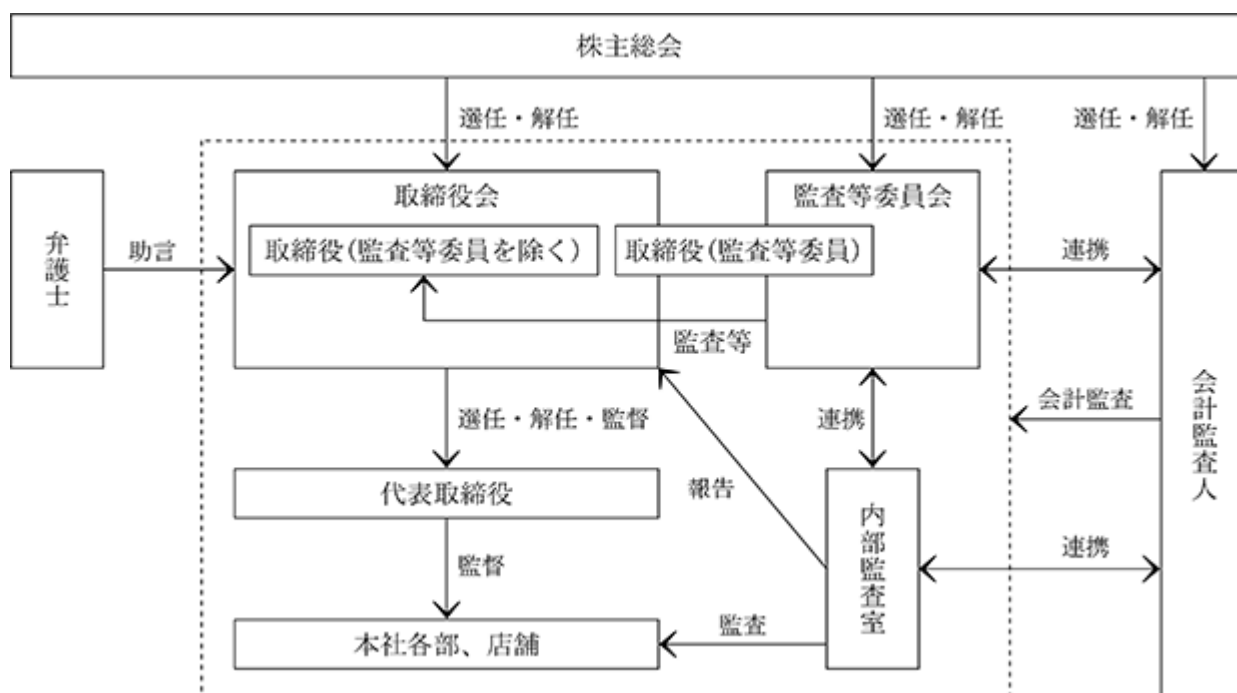 株主総会
選任・解任
選任・解任
選任・解任
弁護士
助言
取締役会
取締役(監査等委員を除く)
監査等委員会
取締役(監査等委員)
連携
監査等
会計監査人
選任・解任・監督
連携
会計監査
代表取締役
報告
内部監査室
連携
監督
監査
本社各部、店舗